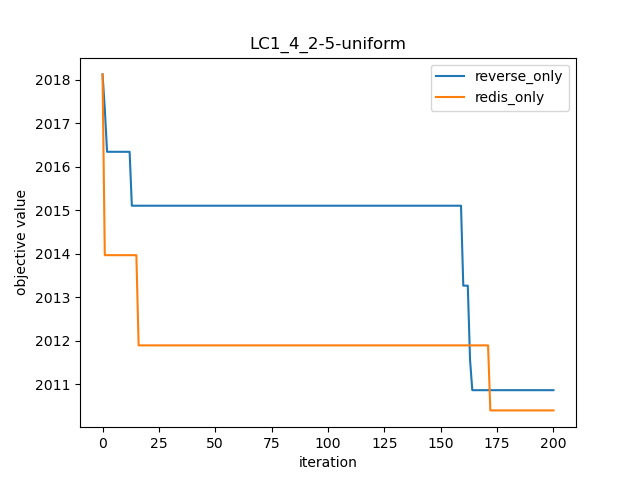 LC1_4_2-5-uniform
reverse_only
redis_only
objective value
2018
2017
2016
2015
2014
2013
2012
2011
0 25 50 75 100 125 150 175 200
iteration